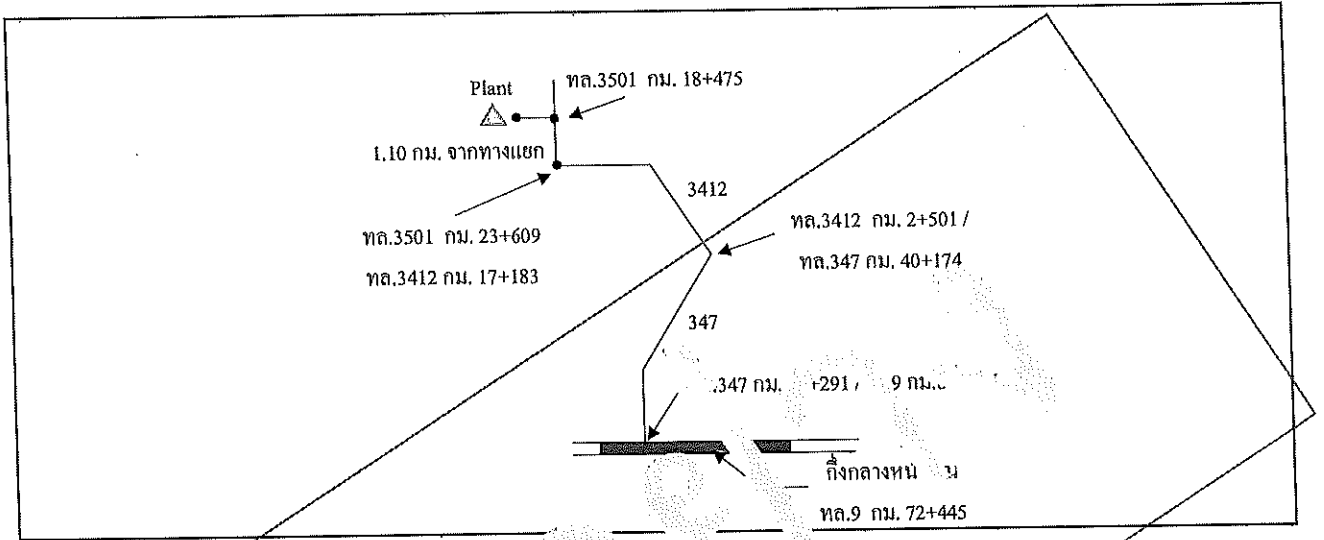 Plant
ทล.3501 กม. 18+475
1.10 กม. จากทางแยก
3412
ทล.3501 กม. 23+609
ทล.3412 กม. 17+183
ทล.3412 กม. 2+501 /
ทล.347 กม. 40+174
347
.347 กม. +291 / 9 กม.
กึ่งกลางหน
ทล.9 กม. 72+445